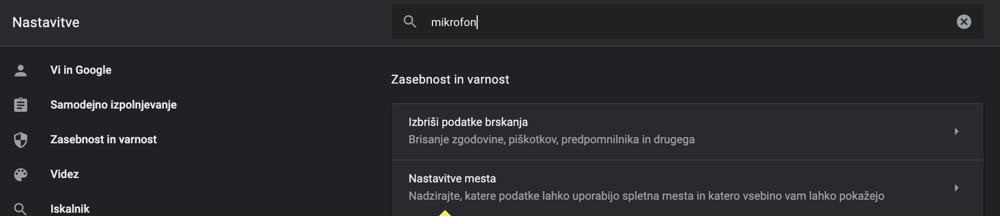 Nastavitve
mikrofon
Vi in Google
Samodejno izpolnjevanje
Zasebnost in varnost
Videz
Iskalnik
Zasebnost in varnost
Izbriši podatke brskanja
Brisanje zgodovine, piškotkov, predpomnilnika in drugega
Nastavitve mesta
Nadzirajte, katere podatke lahko uporabijo spletna mesta in katero vsebino vam lahko pokažejo